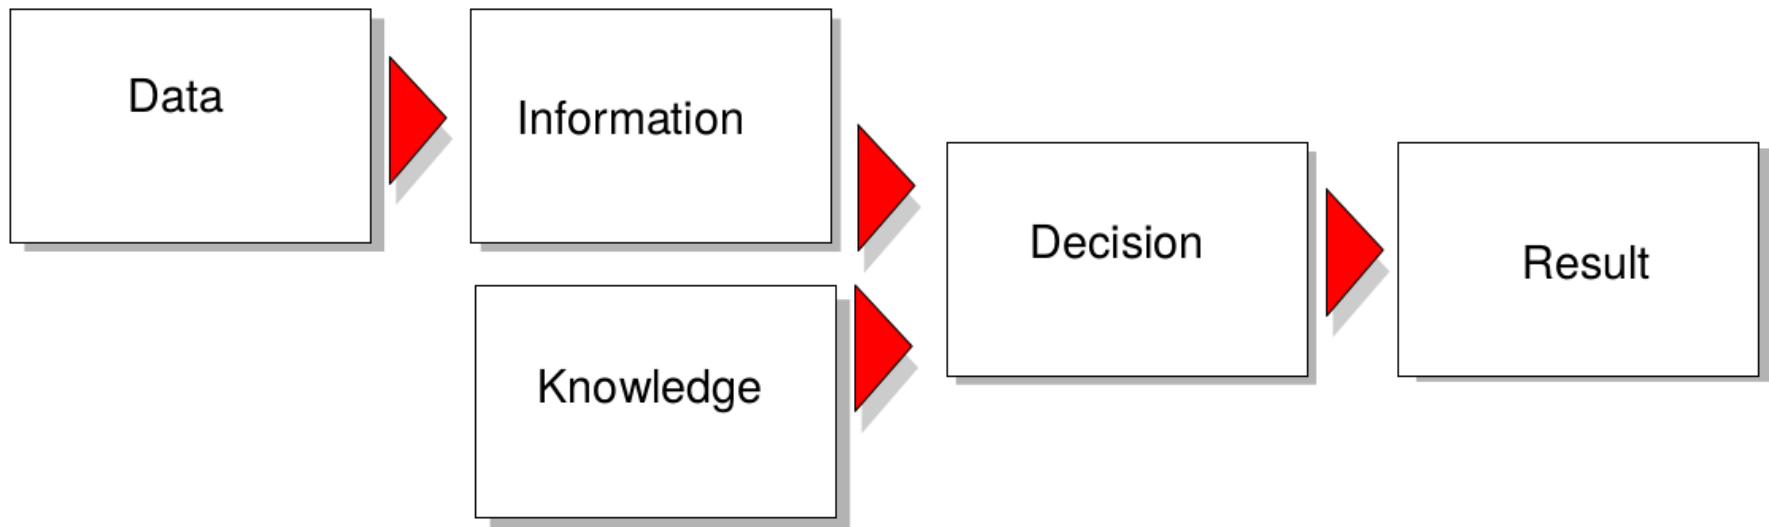 Data
Information
Knowledge
Decision
Result